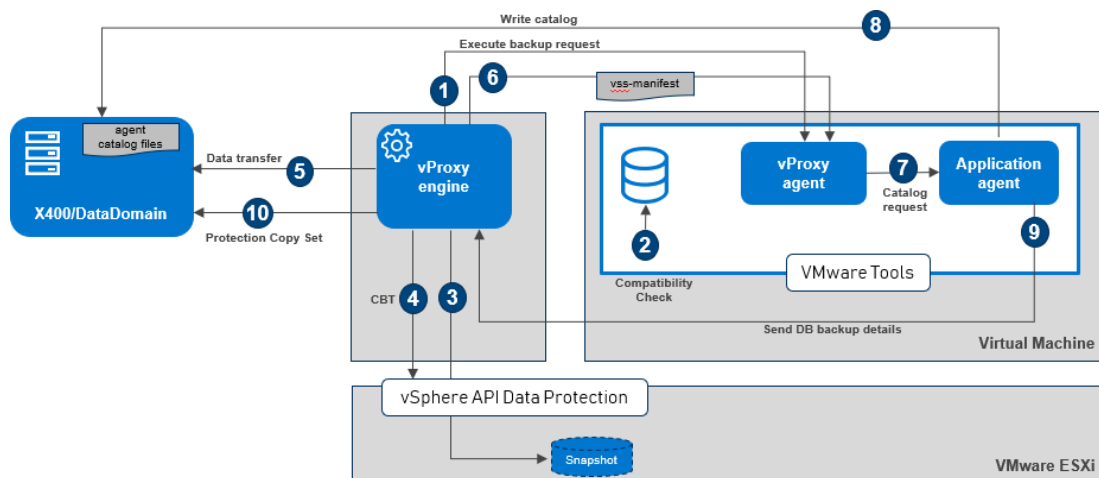 Write catalog
8
Execute backup request
1
6
vss-manifest
agent
catalog files
X400/DataDomain
Data transfer
5
10
Protection Copy Set
vProxy
engine
vProxy
agent
7
Catalog
request
Application
agent
2
Compatibility
Check
VMware Tools
9
CBT
4
3
Send DB backup details
Virtual Machine
vSphere API Data Protection
Snapshot
VMware ESXi